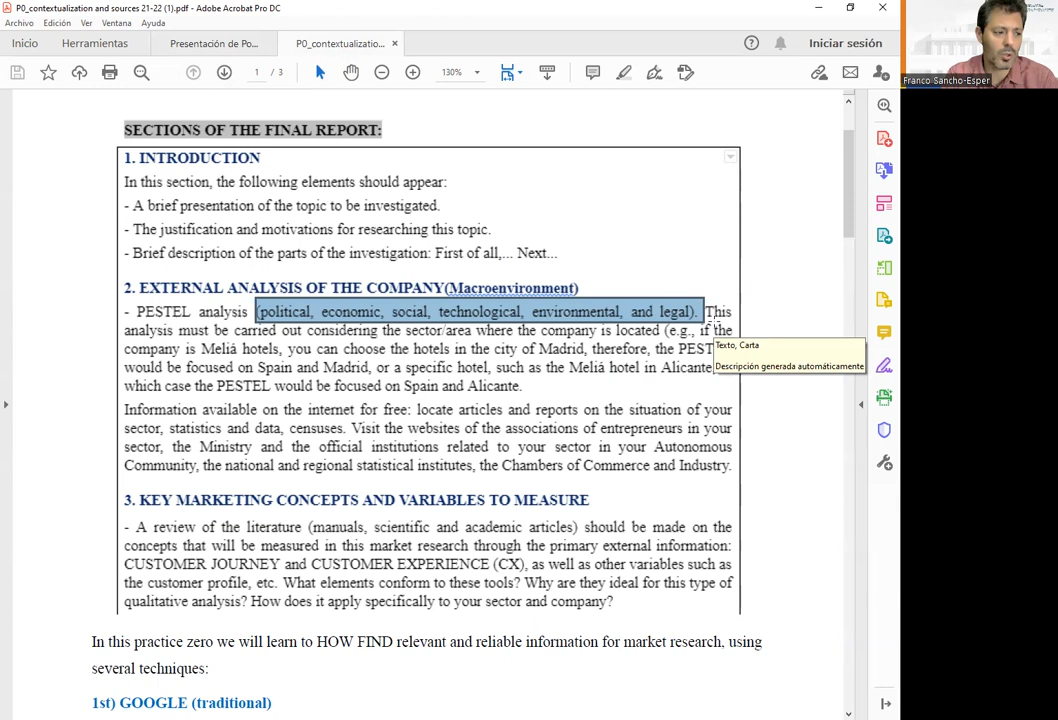 P0_contextualization and sources 21-22 (1).pdf - Adobe Acrobat Pro DC
Archivo Edición Ver Ventana Ayuda
Inicio Herramientas Presentación de Po... P0_contextualizatio... × Iniciar sesión
1 / 3 130%
Franco Sancho-Esper
SECTIONS OF THE FINAL REPORT:
1. INTRODUCTION
In this section, the following elements should appear:
- A brief presentation of the topic to be investigated.
- The justification and motivations for researching this topic.
- Brief description of the parts of the investigation: First of all,... Next...
2. EXTERNAL ANALYSIS OF THE COMPANY(Macroenvironment)
- PESTEL analysis (political, economic, social, technological, environmental, and legal). This
analysis must be carried out considering the sector/area where the company is located (e.g., if the
company is Meliá hotels, you can choose the hotels in the city of Madrid, therefore, the PEST
would be focused on Spain and Madrid, or a specific hotel, such as the Meliá hotel in Alicante,
which case the PESTEL would be focused on Spain and Alicante.
Texto, Carta
Descripción generada automáticamente
Information available on the internet for free: locate articles and reports on the situation of your
sector, statistics and data, censuses. Visit the websites of the associations of entrepreneurs in your
sector, the Ministry and the official institutions related to your sector in your Autonomous
Community, the national and regional statistical institutes, the Chambers of Commerce and Industry.
3. KEY MARKETING CONCEPTS AND VARIABLES TO MEASURE
- A review of the literature (manuals, scientific and academic articles) should be made on the
concepts that will be measured in this market research through the primary external information:
CUSTOMER JOURNEY and CUSTOMER EXPERIENCE (CX), as well as other variables such as
the customer profile, etc. What elements conform to these tools? Why are they ideal for this type of
qualitative analysis? How does it apply specifically to your sector and company?
In this practice zero we will learn to HOW FIND relevant and reliable information for market research, using
several techniques:
1st) GOOGLE (traditional)